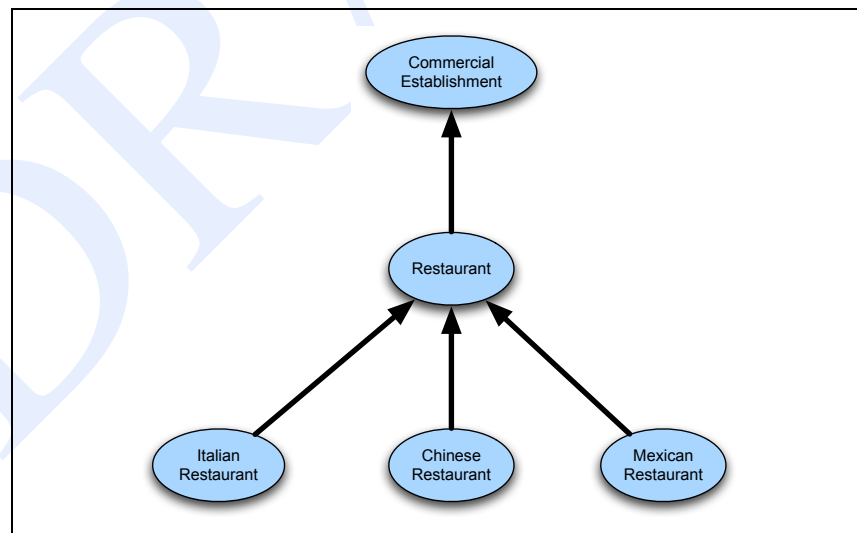 Commercial
Establishment
Restaurant
Italian
Restaurant
Chinese
Restaurant
Mexican
Restaurant